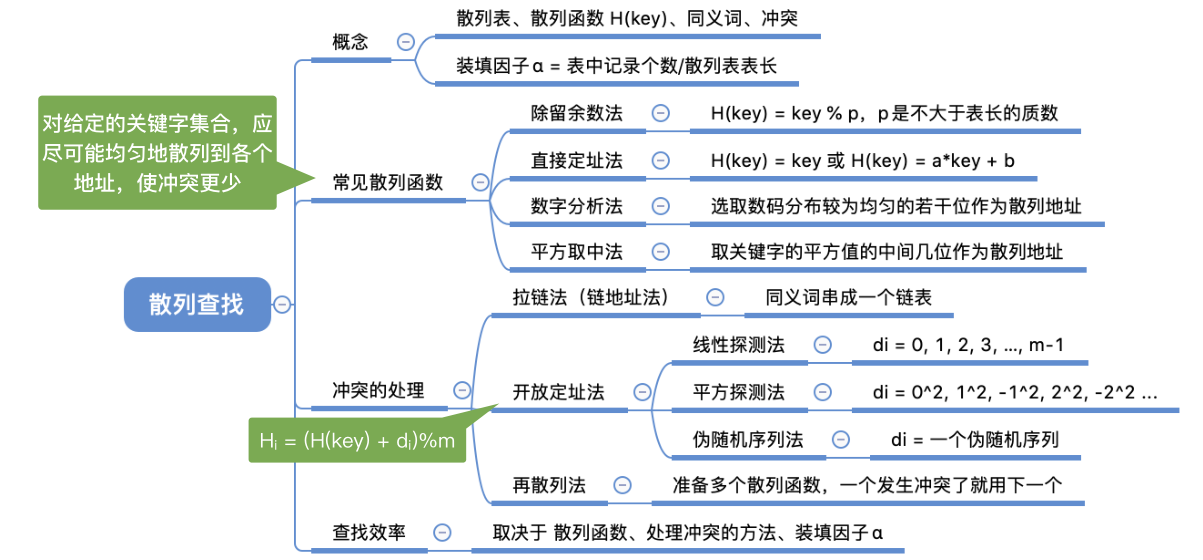 散列查找
概念
散列表、散列函数 H(key)、同义词、冲突
装填因子 α = 表中记录个数/散列表表长
对给定的关键字集合，应
尽可能均匀地散列到各个
地址，使冲突更少
常见散列函数
除留余数法
H(key) = key % p，p 是不大于表长的质数
直接定址法
H(key) = key 或 H(key) = a*key + b
数字分析法
选取数码分布较为均匀的若干位作为散列地址
平方取中法
取关键字的平方值的中间几位作为散列地址
冲突的处理
拉链法（链地址法）
同义词串成一个链表
开放定址法
Hᵢ = (H(key) + dᵢ)%m
线性探测法
di = 0, 1, 2, 3, ..., m-1
平方探测法
di = 0^2, 1^2, -1^2, 2^2, -2^2 ...
伪随机序列法
di = 一个伪随机序列
再散列法
准备多个散列函数，一个发生冲突了就用下一个
查找效率
取决于 散列函数、处理冲突的方法、装填因子 α